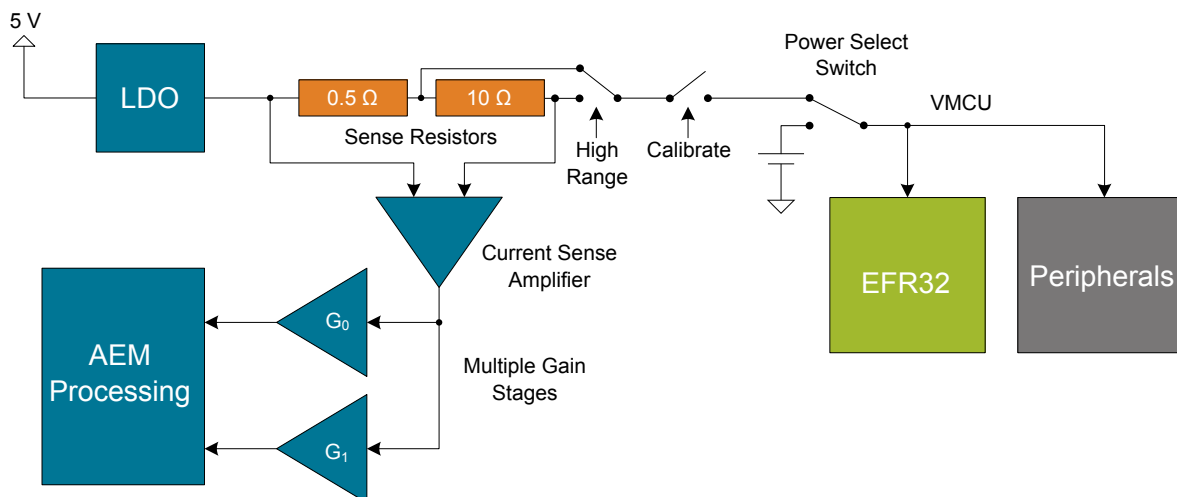 5 V
LDO
0.5 Ω
10 Ω
Sense Resistors
High
Range
Calibrate
Power Select
Switch
VMCU
Current Sense
Amplifier
EFR32
Peripherals
AEM
Processing
G₀
Multiple Gain
Stages
G₁